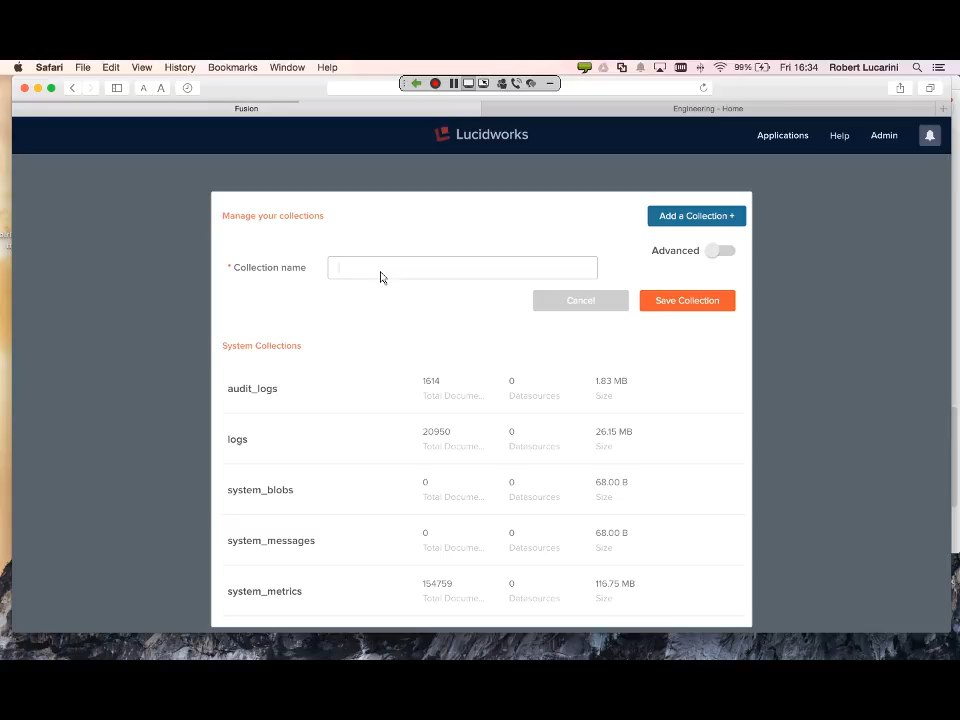 Safari File Edit View History Bookmarks Window Help 99% Fri 16:34 Robert Lucarini
A A
Fusion Engineering - Home +
Lucidworks Applications Help Admin
Manage your collections Add a Collection +
Advanced
* Collection name
Cancel Save Collection
System Collections
audit_logs 1614 0 1.83 MB
Total Docume... Datasources Size
logs 20950 0 26.15 MB
Total Docume... Datasources Size
system_blobs 0 0 68.00 B
Total Docume... Datasources Size
system_messages 0 0 68.00 B
Total Docume... Datasources Size
system_metrics 154759 0 116.75 MB
Total Docume... Datasources Size